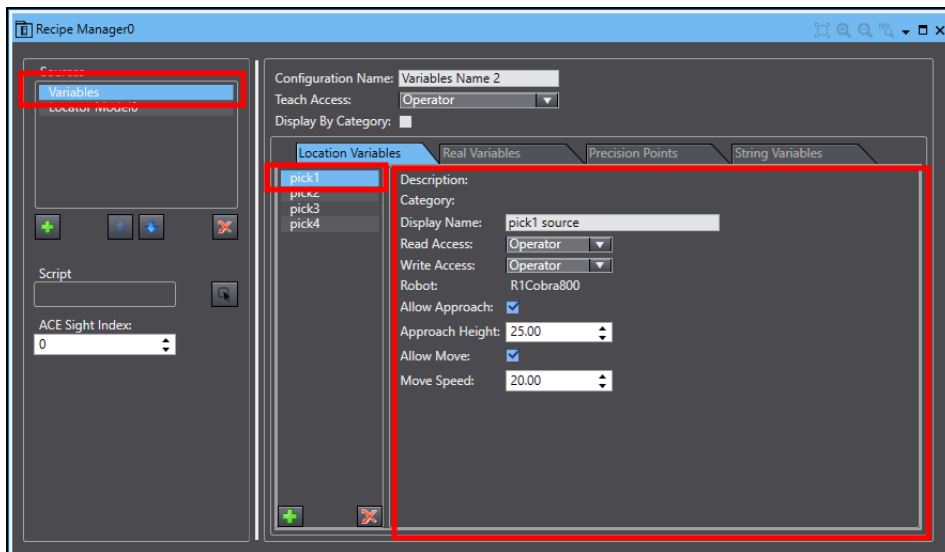 Recipe Manager0
Sources
Variables
Locator Model0
Script
ACE Sight Index:
0
Configuration Name: Variables Name 2
Teach Access: Operator
Display By Category:
Location Variables Real Variables Precision Points String Variables
pick1
pick2
pick3
pick4
Description:
Category:
Display Name: pick1 source
Read Access: Operator
Write Access: Operator
Robot: R1Cobra800
Allow Approach:
Approach Height: 25.00
Allow Move:
Move Speed: 20.00